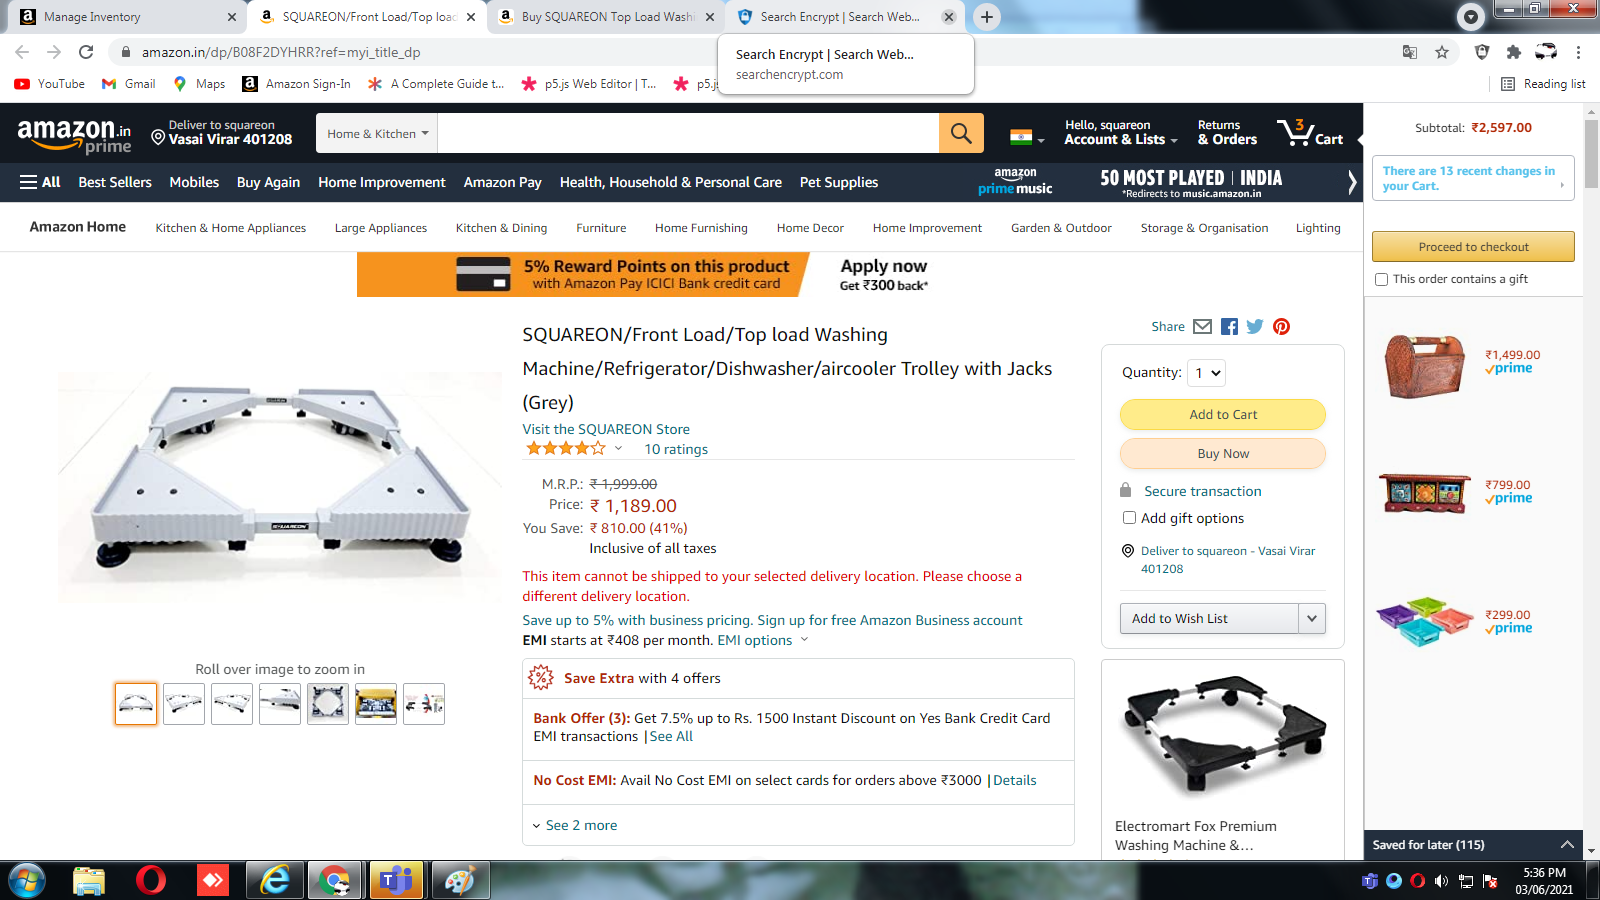 Manage Inventory
SQUAREON/Front Load/Top load
Buy SQUAREON Top Load Washi
Search Encrypt | Search Web...
amazon.in/dp/B08F2DYHRR?ref=myi_title_dp
Search Encrypt | Search Web...
searchencrypt.com
YouTube
Gmail
Maps
Amazon Sign-In
A Complete Guide t...
p5.js Web Editor | T...
p5.js
Reading list
amazon.in
prime
Deliver to squareon
Vasai Virar 401208
Home & Kitchen
Hello, squareon
Account & Lists
Returns
& Orders
3
Cart
Subtotal: ₹2,597.00
There are 13 recent changes in
your Cart.
Proceed to checkout
This order contains a gift
All
Best Sellers
Mobiles
Buy Again
Home Improvement
Amazon Pay
Health, Household & Personal Care
Pet Supplies
amazon
prime music
50 MOST PLAYED | INDIA
*Redirects to music.amazon.in
Amazon Home
Kitchen & Home Appliances
Large Appliances
Kitchen & Dining
Furniture
Home Furnishing
Home Decor
Home Improvement
Garden & Outdoor
Storage & Organisation
Lighting
5% Reward Points on this product
with Amazon Pay ICICI Bank credit card
Apply now
Get ₹300 back*
SQUAREON/Front Load/Top load Washing
Machine/Refrigerator/Dishwasher/aircooler Trolley with Jacks
(Grey)
Visit the SQUAREON Store
10 ratings
M.R.P.: ₹ 1,999.00
Price: ₹ 1,189.00
You Save: ₹ 810.00 (41%)
Inclusive of all taxes
This item cannot be shipped to your selected delivery location. Please choose a
different delivery location.
Save up to 5% with business pricing. Sign up for free Amazon Business account
EMI starts at ₹408 per month. EMI options
Save Extra with 4 offers
Bank Offer (3): Get 7.5% up to Rs. 1500 Instant Discount on Yes Bank Credit Card
EMI transactions |See All
No Cost EMI: Avail No Cost EMI on select cards for orders above ₹3000 |Details
See 2 more
SQUAREON
SQUAREON
Roll over image to zoom in
Share
Quantity: 1
Add to Cart
Buy Now
Secure transaction
Add gift options
Deliver to squareon - Vasai Virar
401208
Add to Wish List
Electromart Fox Premium
Washing Machine &...
₹1,499.00
prime
₹799.00
prime
₹299.00
prime
Saved for later (115)
5:36 PM
03/06/2021